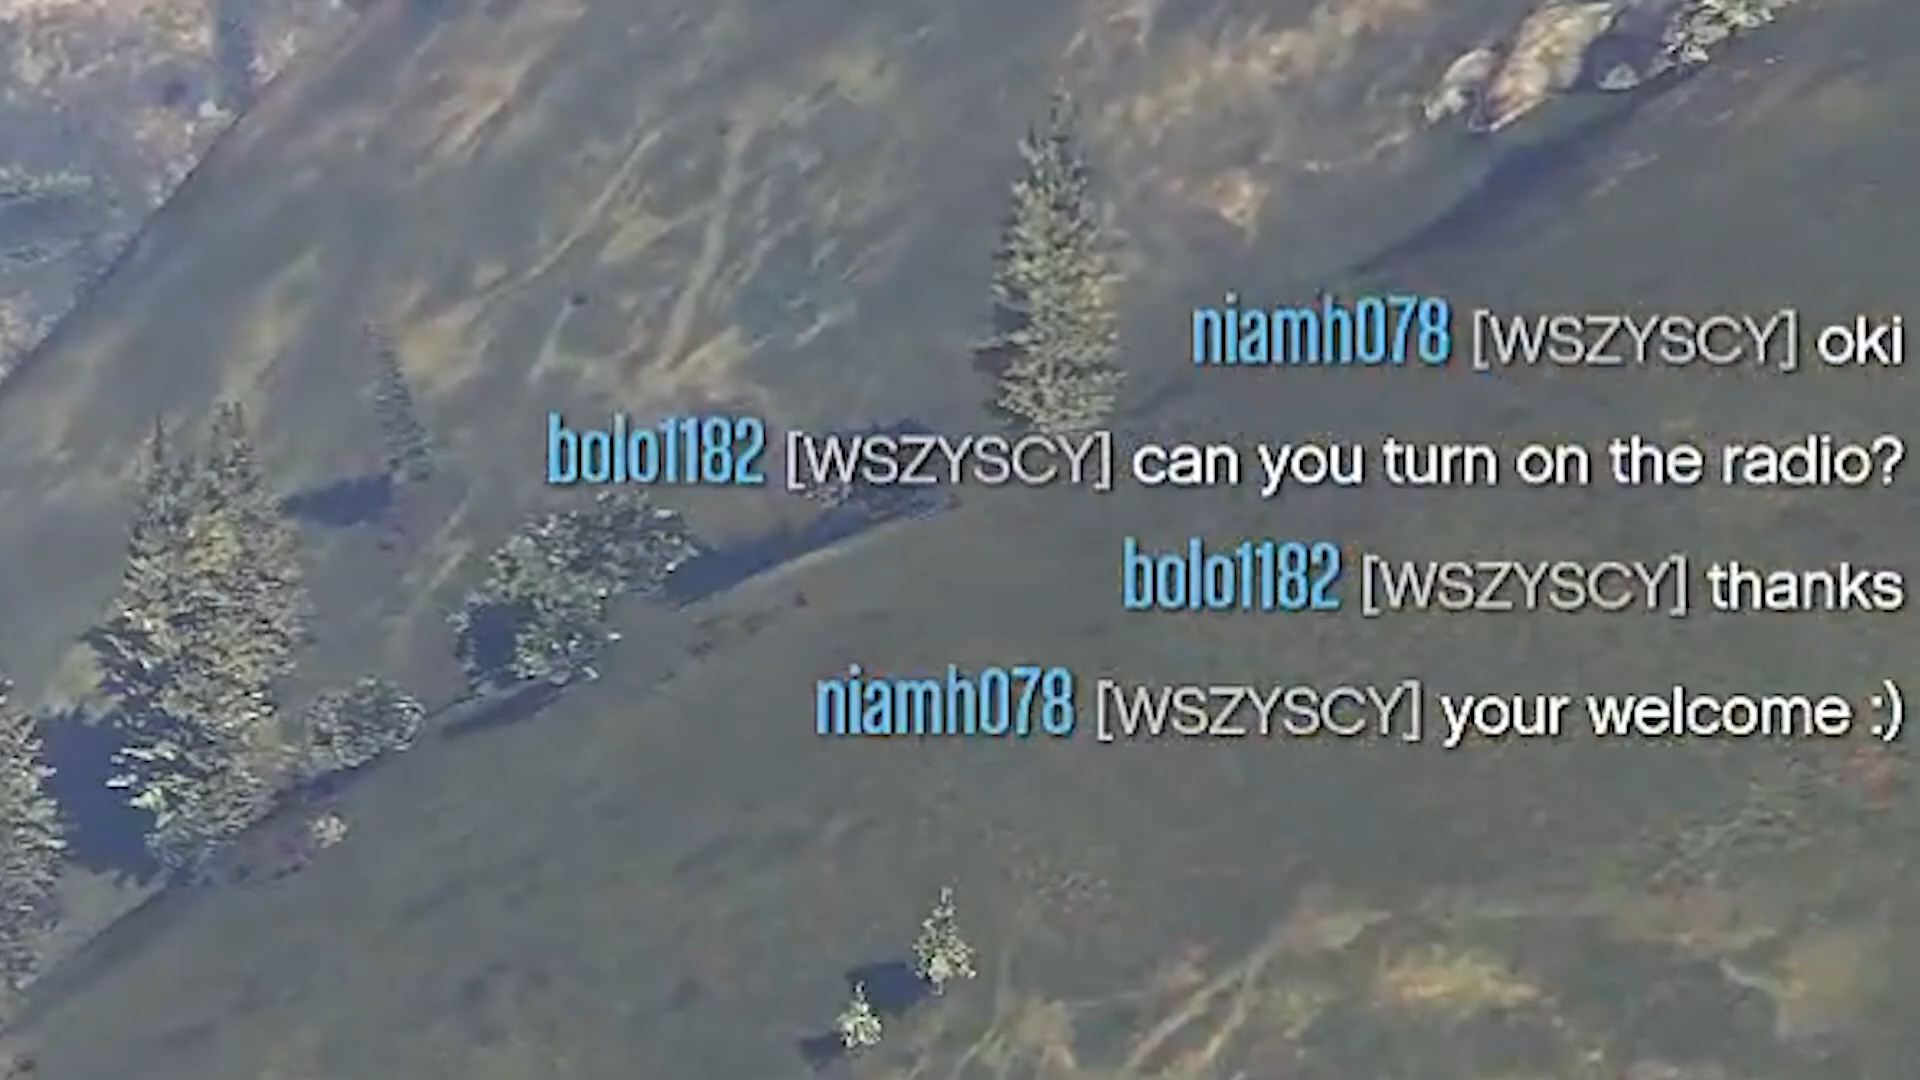 niamh078 [WSZYSCY] oki
bolo1182 [WSZYSCY] can you turn on the radio?
bolo1182 [WSZYSCY] thanks
niamh078 [WSZYSCY] your welcome :)